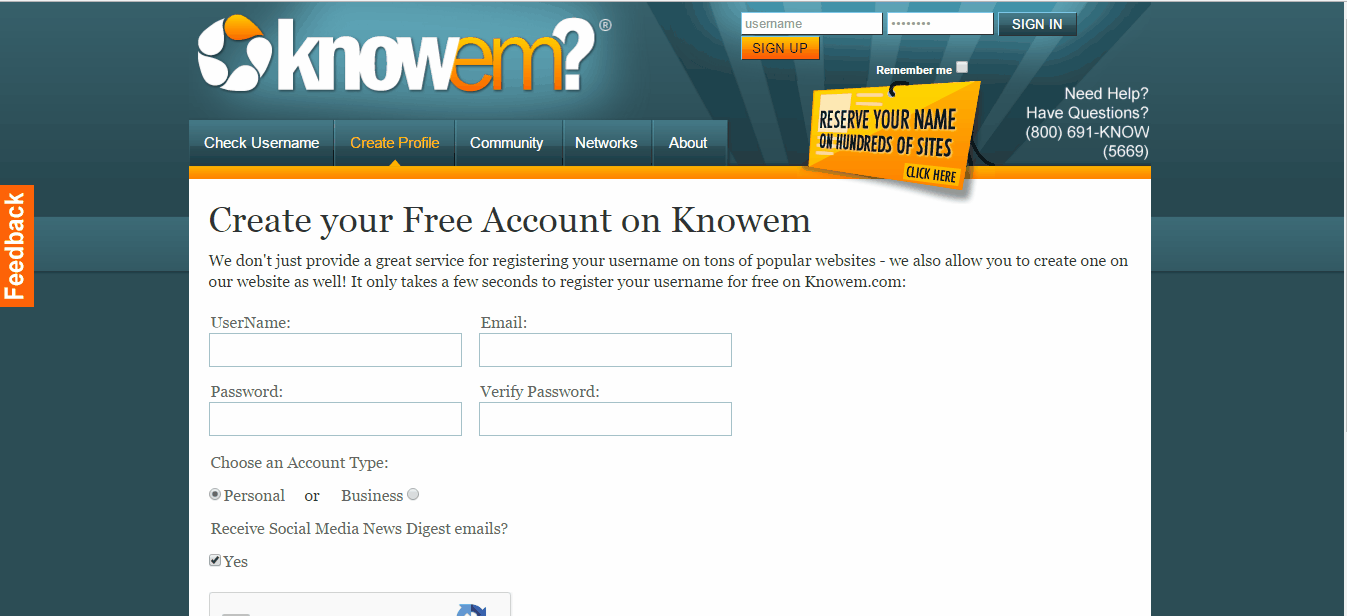 knowem?®
username
••••••••
SIGN IN
SIGN UP
Remember me
RESERVE YOUR NAME
ON HUNDREDS OF SITES
CLICK HERE
Need Help?
Have Questions?
(800) 691-KNOW
(5669)
Check Username
Create Profile
Community
Networks
About
Feedback
Create your Free Account on Knowem
We don't just provide a great service for registering your username on tons of popular websites - we also allow you to create one on
our website as well! It only takes a few seconds to register your username for free on Knowem.com:
UserName:
Email:
Password:
Verify Password:
Choose an Account Type:
Personal or Business
Receive Social Media News Digest emails?
Yes